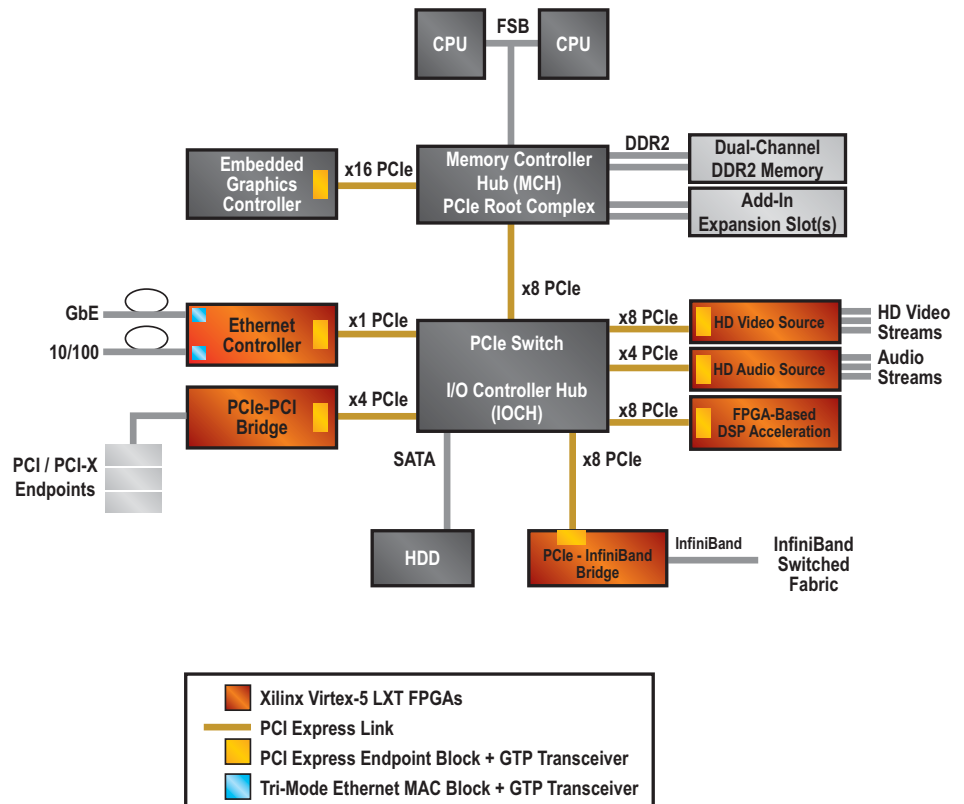 FSB
CPU
CPU
Embedded
Graphics
Controller
x16 PCIe
Memory Controller
Hub (MCH)
PCIe Root Complex
DDR2
Dual-Channel
DDR2 Memory
Add-In
Expansion Slot(s)
x8 PCIe
GbE
10/100
Ethernet
Controller
x1 PCIe
PCIe Switch
I/O Controller Hub
(IOCH)
x8 PCIe
HD Video Source
HD Video
Streams
x4 PCIe
HD Audio Source
Audio
Streams
x8 PCIe
FPGA-Based
DSP Acceleration
PCIe-PCI
Bridge
x4 PCIe
PCI / PCI-X
Endpoints
SATA
x8 PCIe
HDD
PCIe - InfiniBand
Bridge
InfiniBand
InfiniBand
Switched
Fabric
Xilinx Virtex-5 LXT FPGAs
PCI Express Link
PCI Express Endpoint Block + GTP Transceiver
Tri-Mode Ethernet MAC Block + GTP Transceiver